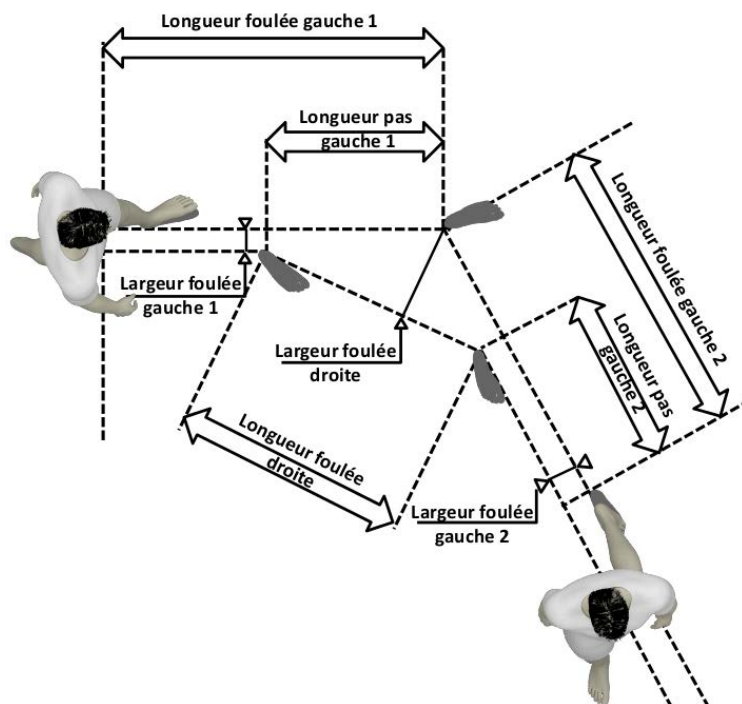 Longueur foulée gauche 1
Longueur pas
gauche 1
Longueur foulée gauche 2
Largeur foulée
gauche 1
Longueur pas
gauche 2
Largeur foulée
droite
Longueur foulée
droite
Largeur foulée
gauche 2